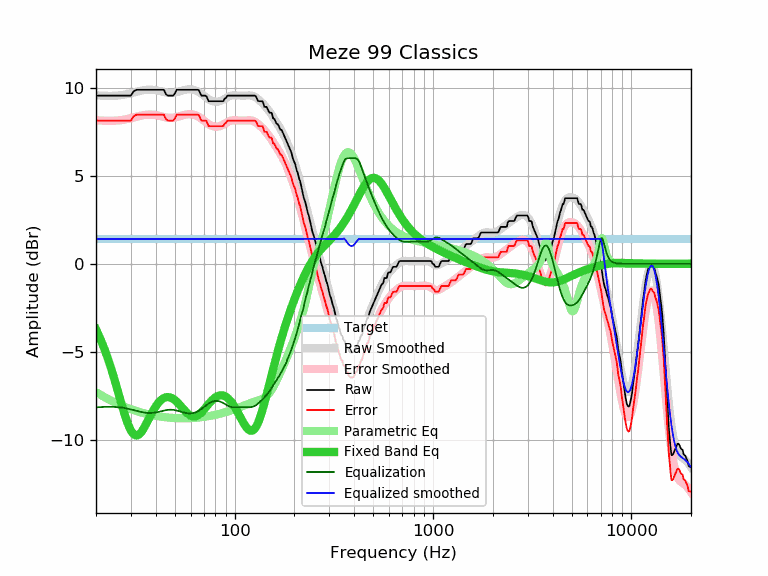 Meze 99 Classics
Amplitude (dBr)
10
5
0
−5
−10
Target
Raw Smoothed
Error Smoothed
Raw
Error
Parametric Eq
Fixed Band Eq
Equalization
Equalized smoothed
100
1000
10000
Frequency (Hz)